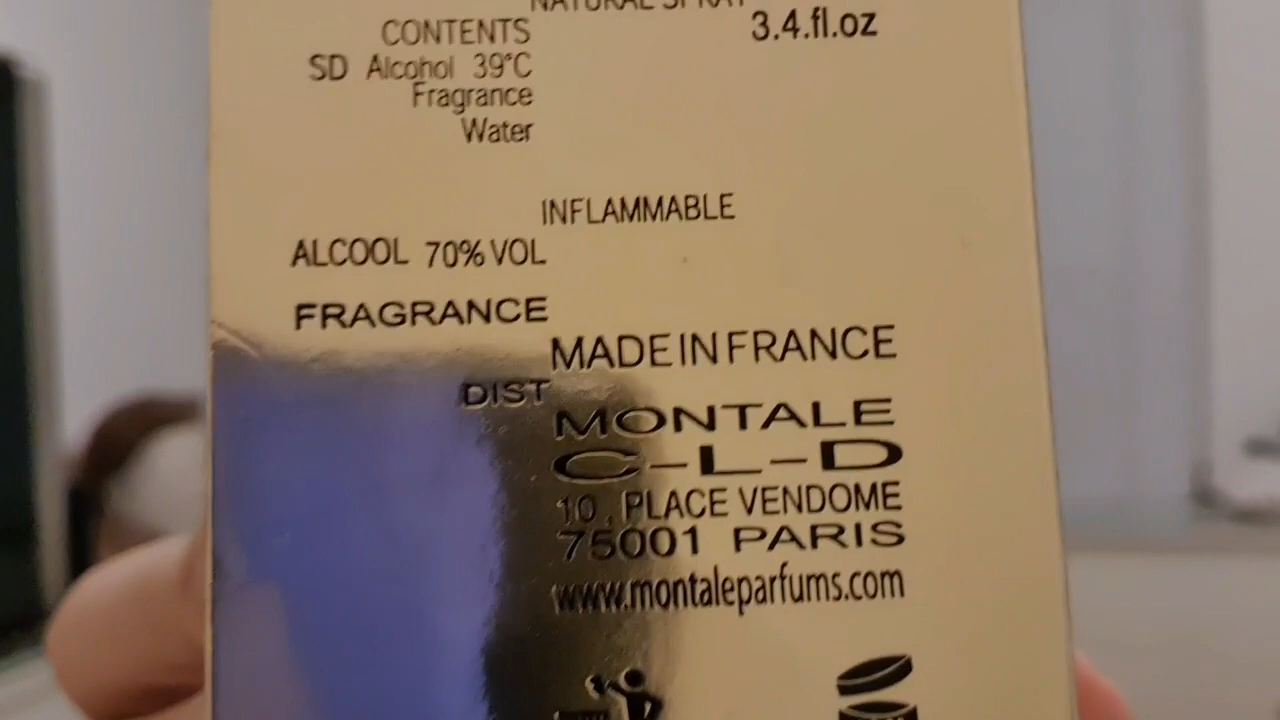 NATURAL SPRAY
3.4.fl.oz
CONTENTS
SD Alcohol 39°C
Fragrance
Water
INFLAMMABLE
ALCOOL 70% VOL
FRAGRANCE
MADE IN FRANCE
DIST
MONTALE
C-L-D
10 , PLACE VENDOME
75001 PARIS
www.montaleparfums.com